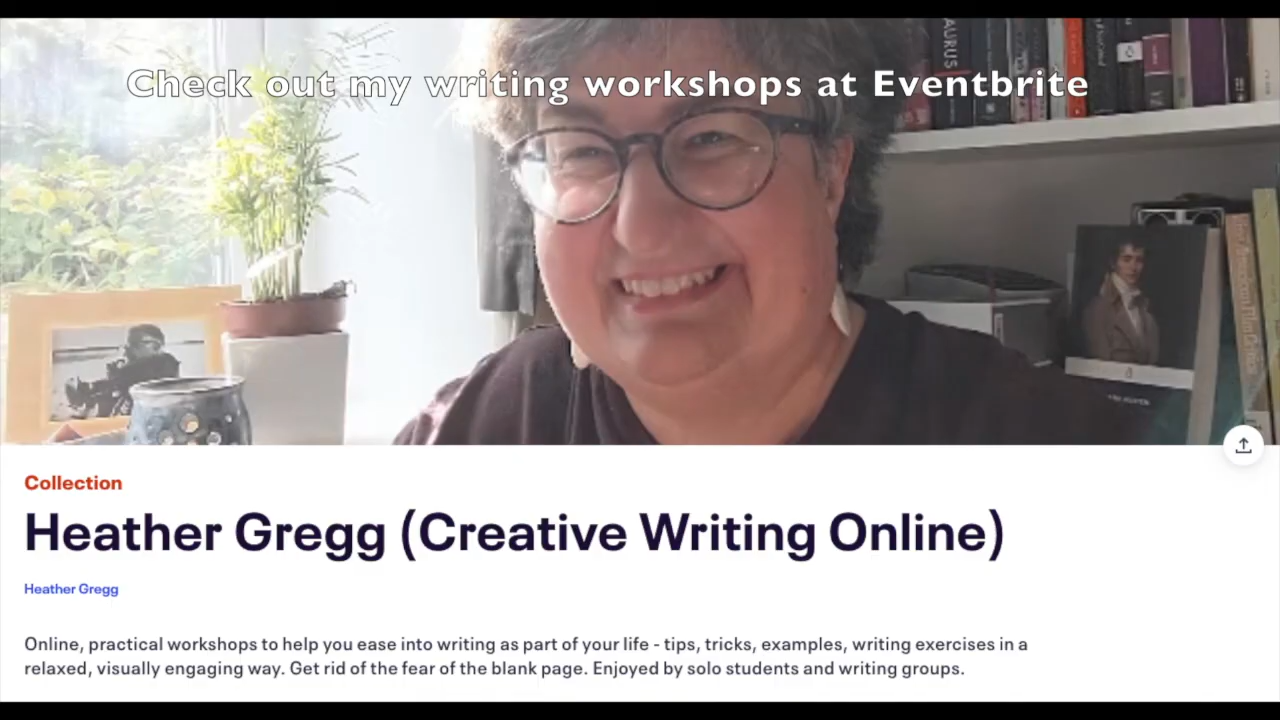 Check out my writing workshops at Eventbrite
AURUS
Collection
Heather Gregg (Creative Writing Online)
Heather Gregg
Online, practical workshops to help you ease into writing as part of your life - tips, tricks, examples, writing exercises in a
relaxed, visually engaging way. Get rid of the fear of the blank page. Enjoyed by solo students and writing groups.